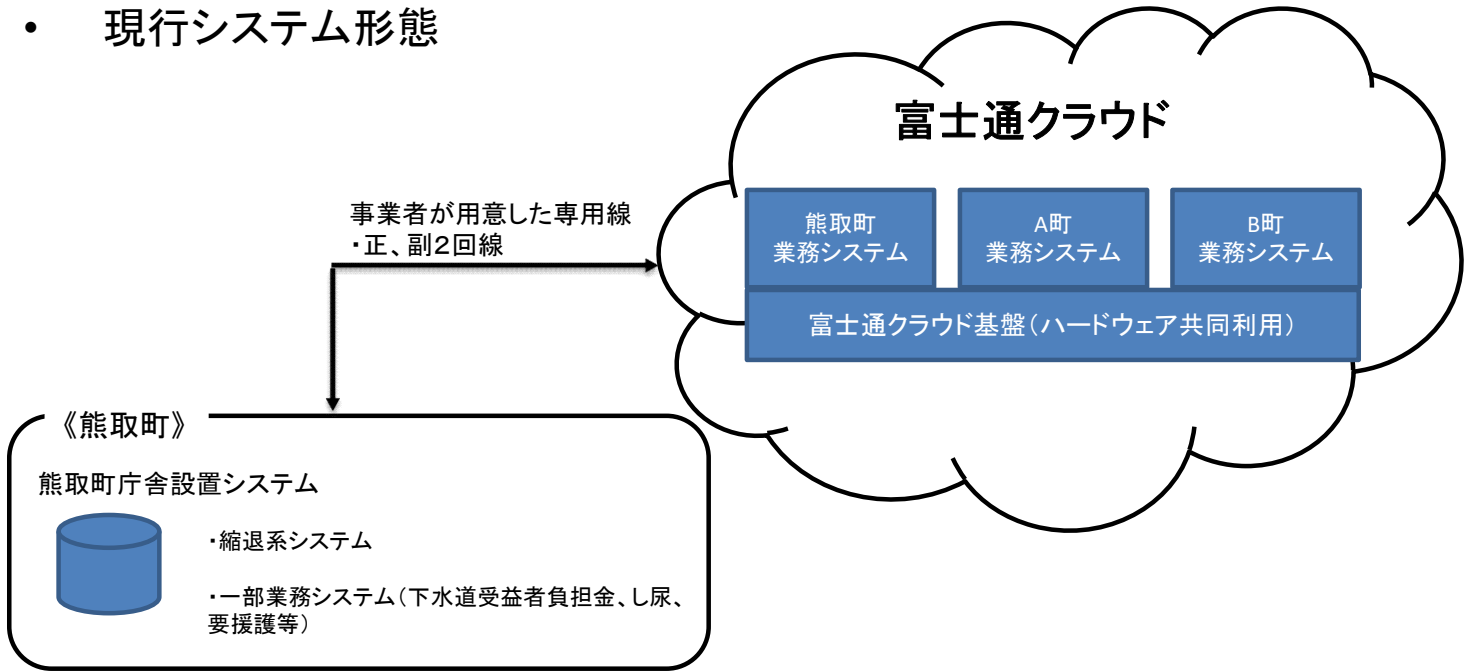 • 現行システム形態
富士通クラウド
事業者が用意した専用線
・正、副２回線
熊取町
業務システム
A町
業務システム
B町
業務システム
富士通クラウド基盤（ハードウェア共同利用）
《熊取町》
熊取町庁舎設置システム
・縮退系システム
・一部業務システム（下水道受益者負担金、し尿、
要援護等）